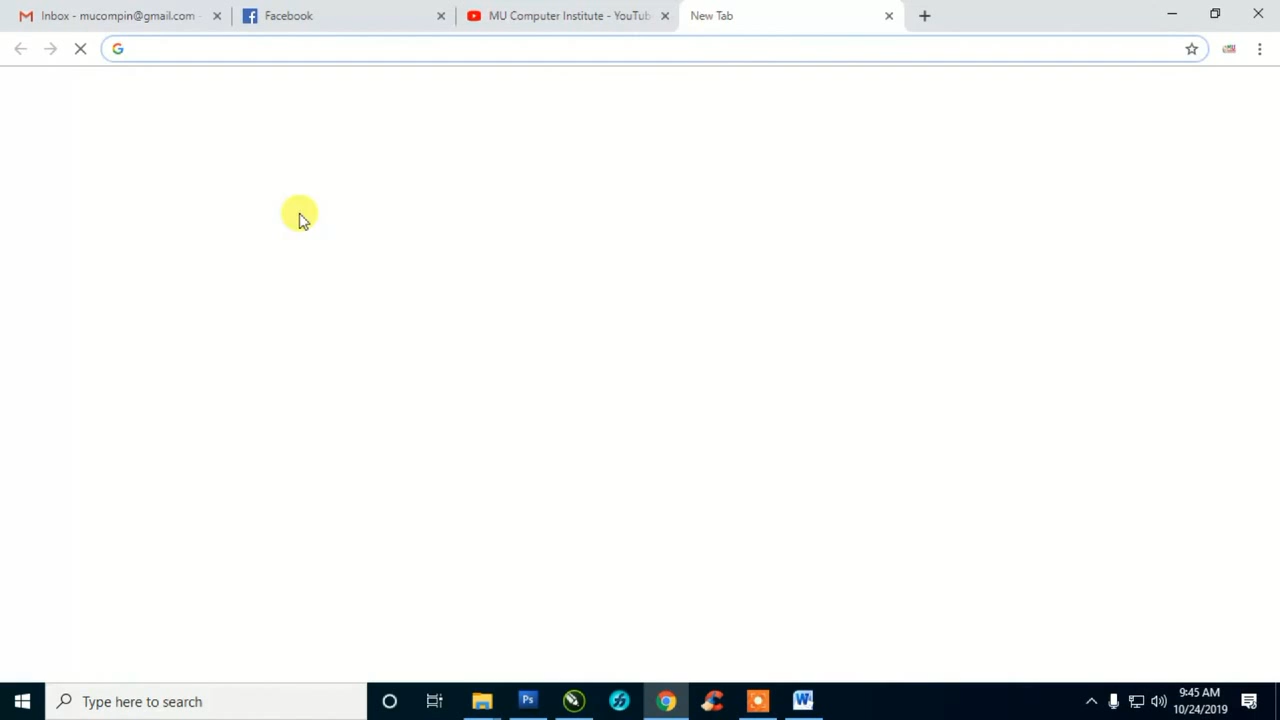 Inbox - mucompin@gmail.com -
Facebook
MU Computer Institute - YouTub
New Tab
Type here to search
Ps
W
9:45 AM
10/24/2019